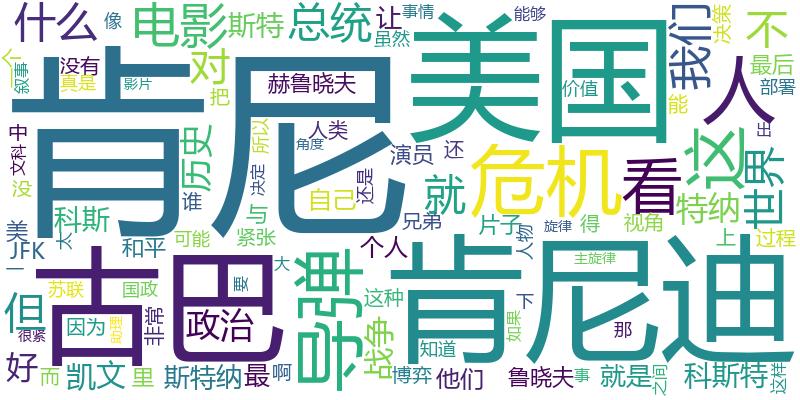 什么 像 电影 斯特 总统 让 事情 能够 我们 决策 不
虽然
一个 叙事 没有 真是 影片 对 把 赫鲁晓夫 美国 价值 能 人 最后 部署
肯尼 人类 角度 演员 还 危机 看 这 世界 出
中 文科 没 历史 所以 决定 还是 自己 就
科斯 谁 与 兄弟 片子 旋律 得 视角 特纳 上
美 JFK 太 和平 可能 紧张 个人 人物 主旋律 过程
一 古巴 要 大 导弹 肯尼迪
但 苏联 国政 这种 下
因为 助理 非常 政治 战争 知道 如果 那
很紧
好 而 凯文 里 斯特纳 最 啊 博弈 他们 鲁晓夫 事 就是 之间 科斯特 这样